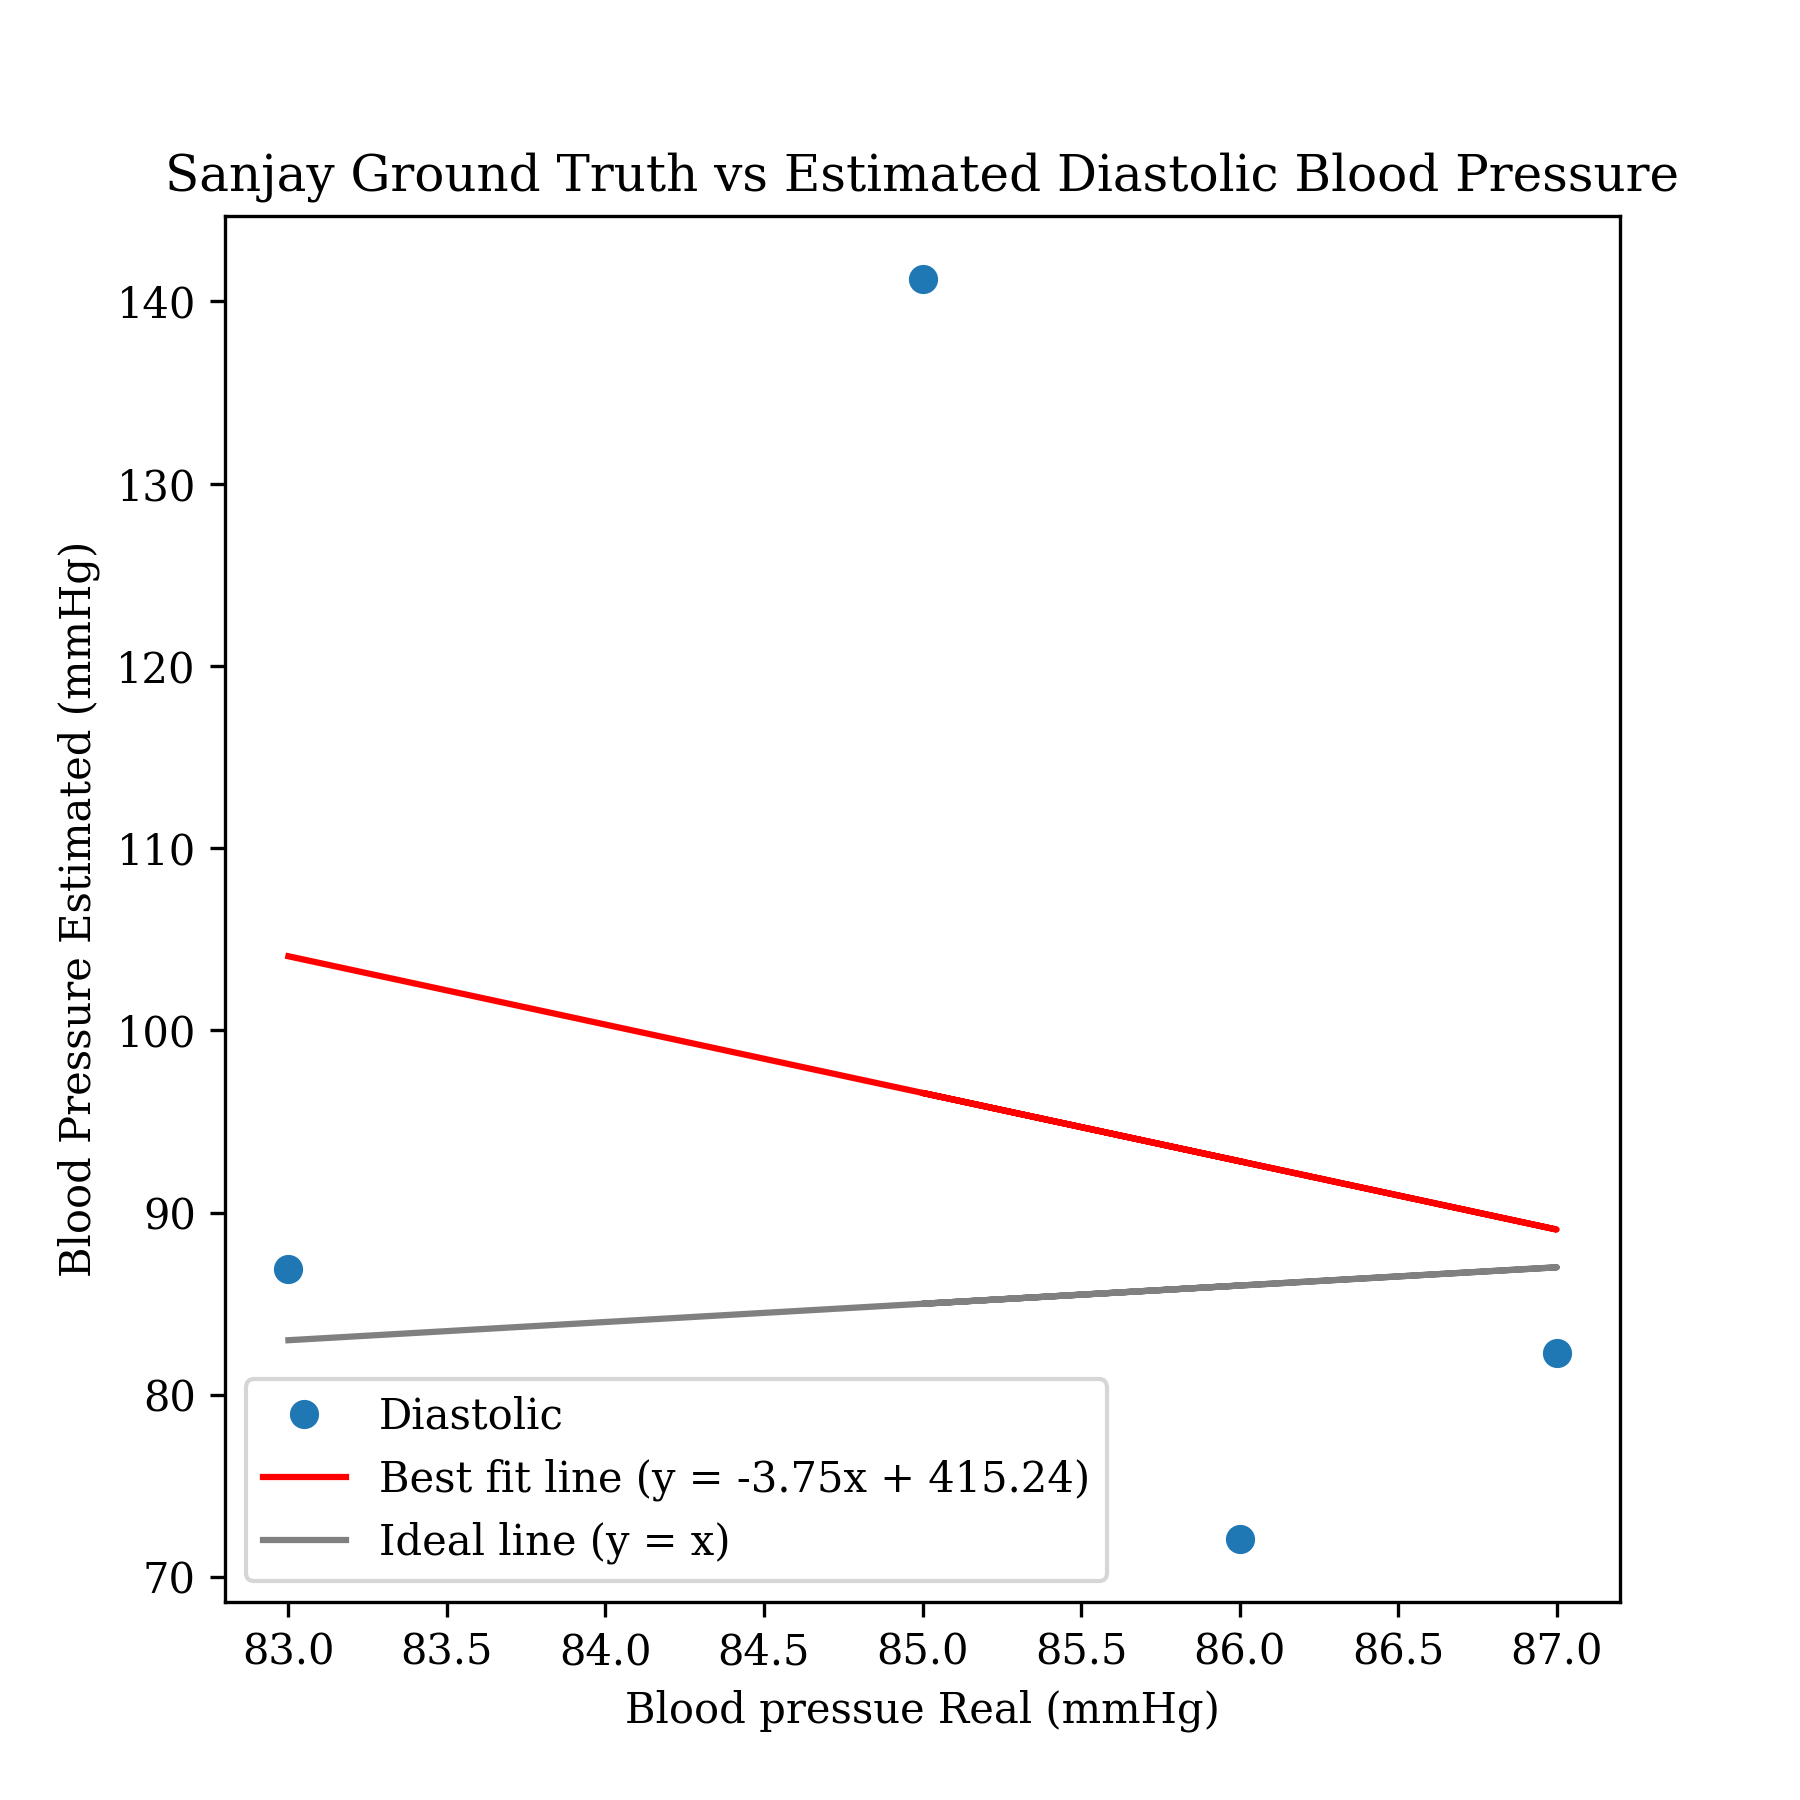 Sanjay Ground Truth vs Estimated Diastolic Blood Pressure
140
130
120
110
100
90
80
70
Blood Pressure Estimated (mmHg)
Diastolic
Best fit line (y = -3.75x + 415.24)
Ideal line (y = x)
83.0 83.5 84.0 84.5 85.0 85.5 86.0 86.5 87.0
Blood pressue Real (mmHg)